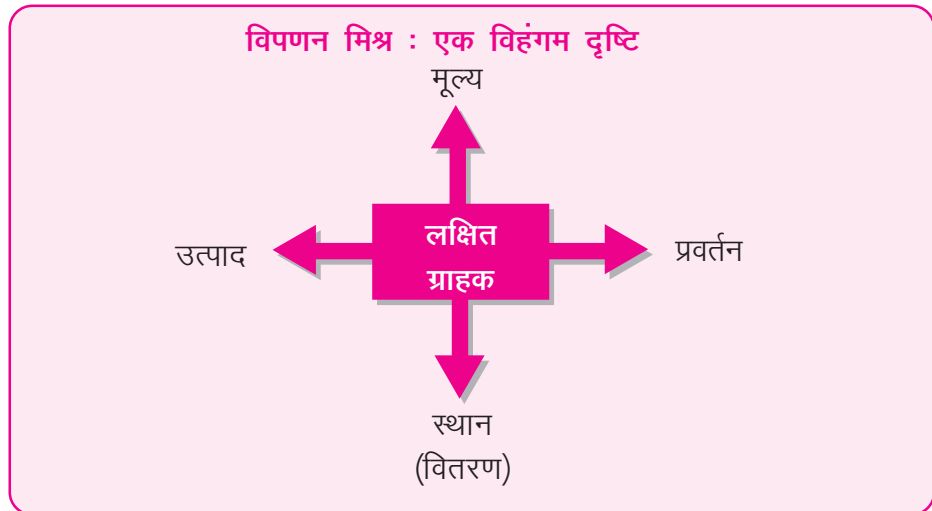 विपणन मिश्र : एक विहंगम दृष्टि
मूल्य
लक्षित
ग्राहक
उत्पाद
प्रवर्तन
स्थान
(वितरण)